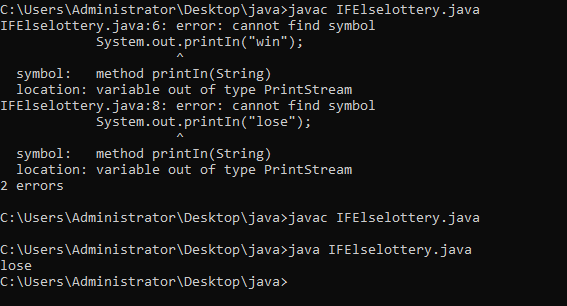 C:\Users\Administrator\Desktop\java>javac IFElselottery.java
IFElselottery.java:6: error: cannot find symbol
            System.out.printIn("win");
                      ^
  symbol:   method printIn(String)
  location: variable out of type PrintStream
IFElselottery.java:8: error: cannot find symbol
            System.out.printIn("lose");
                      ^
  symbol:   method printIn(String)
  location: variable out of type PrintStream
2 errors
C:\Users\Administrator\Desktop\java>javac IFElselottery.java
C:\Users\Administrator\Desktop\java>java IFElselottery.java
lose
C:\Users\Administrator\Desktop\java>